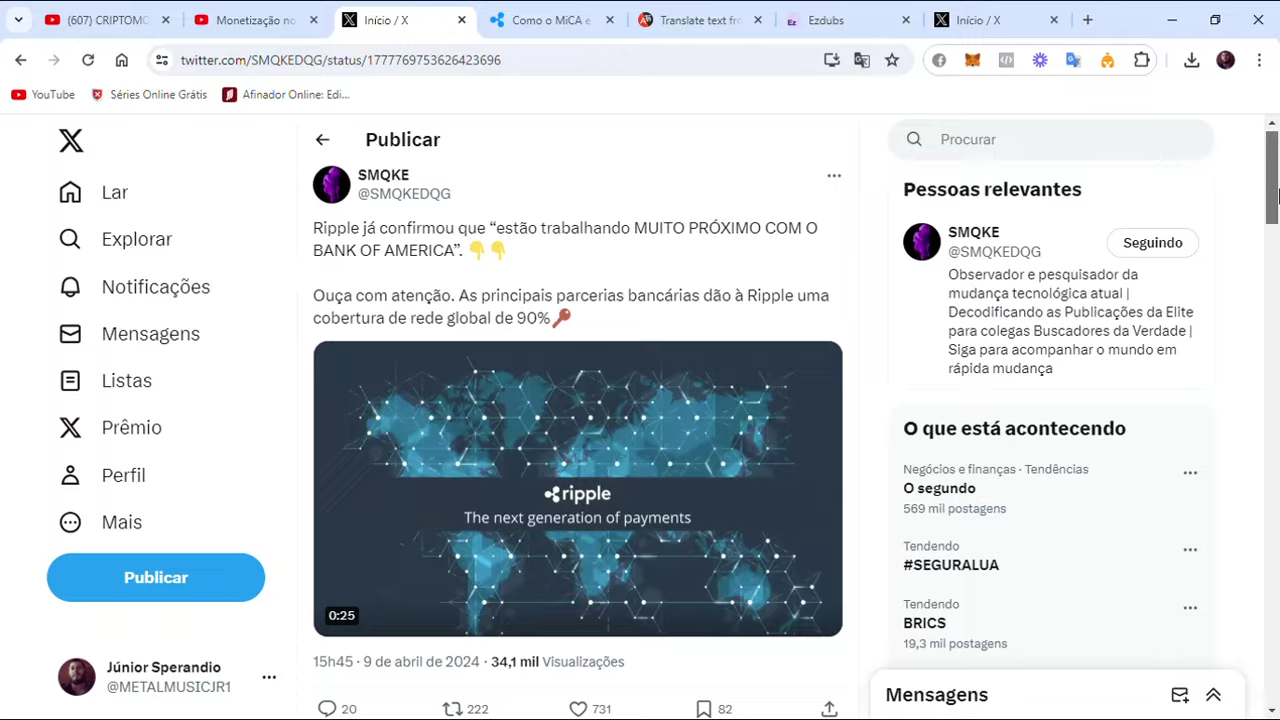 (607) CRIPTOMO
Monetização no
Início / X
Como o MiCA e
Translate text fro
Ezdubs
Início / X
twitter.com/SMQKEDQG/status/1777769753626423696
YouTube
Séries Online Grátis
Afinador Online: Edi...
Lar
Explorar
Notificações
Mensagens
Listas
Prêmio
Perfil
Mais
Publicar
Júnior Sperandio
@METALMUSICJR1
Publicar
SMQKE
@SMQKEDQG
Ripple já confirmou que “estão trabalhando MUITO PRÓXIMO COM O
BANK OF AMERICA”. 👇👇
Ouça com atenção. As principais parcerias bancárias dão à Ripple uma
cobertura de rede global de 90%🔑
ripple
The next generation of payments
0:25
15h45 · 9 de abril de 2024 · 34,1 mil Visualizações
20 222 731 82
Procurar
Pessoas relevantes
SMQKE
@SMQKEDQG
Seguindo
Observador e pesquisador da
mudança tecnológica atual |
Decodificando as Publicações da Elite
para colegas Buscadores da Verdade |
Siga para acompanhar o mundo em
rápida mudança
O que está acontecendo
Negócios e finanças · Tendências
O segundo
569 mil postagens
Tendendo
#SEGURALUA
Tendendo
BRICS
19,3 mil postagens
Mensagens